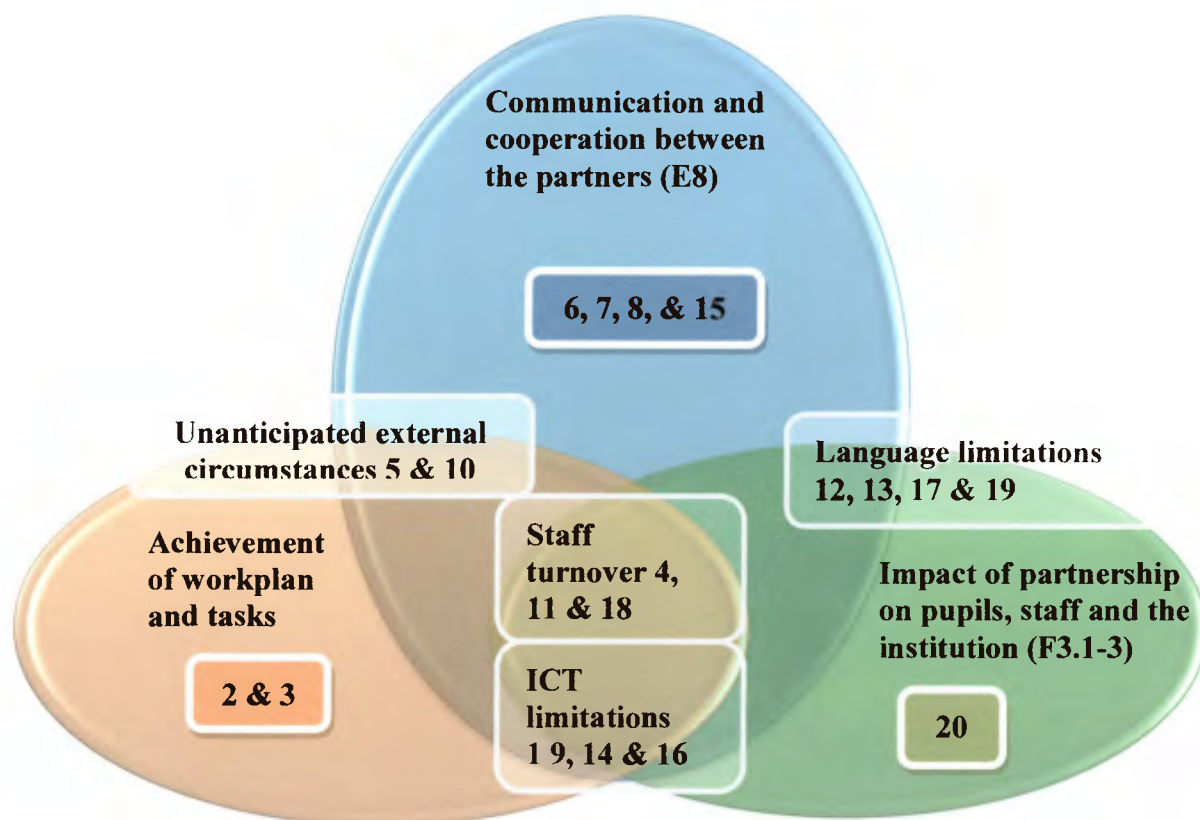 Communication and
cooperation between
the partners (E8)
6, 7, 8, & 15
Unanticipated external
circumstances 5 & 10
Language limitations
12, 13, 17 & 19
Achievement
of workplan
and tasks
2 & 3
Staff
turnover 4,
11 & 18
ICT
limitations
1 9, 14 & 16
Impact of partnership
on pupils, staff and the
institution (F3.1-3)
20